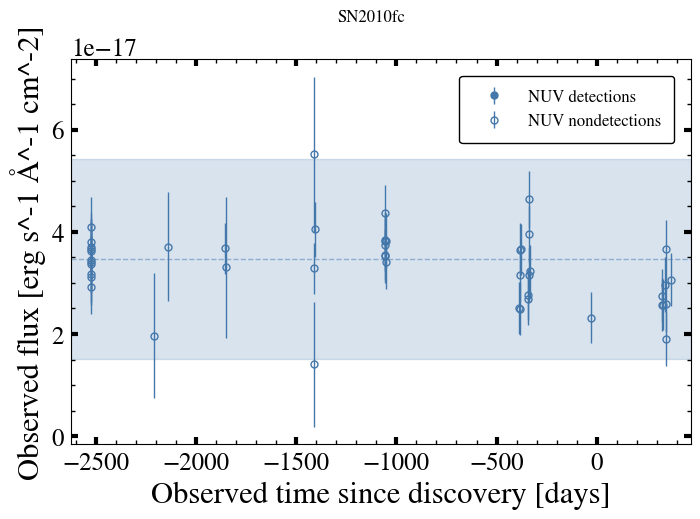 SN2010fc
1e−17
NUV detections
NUV nondetections
6
4
2
0
Observed flux [erg s^-1 Å^-1 cm^-2]
−2500 −2000 −1500 −1000 −500 0
Observed time since discovery [days]